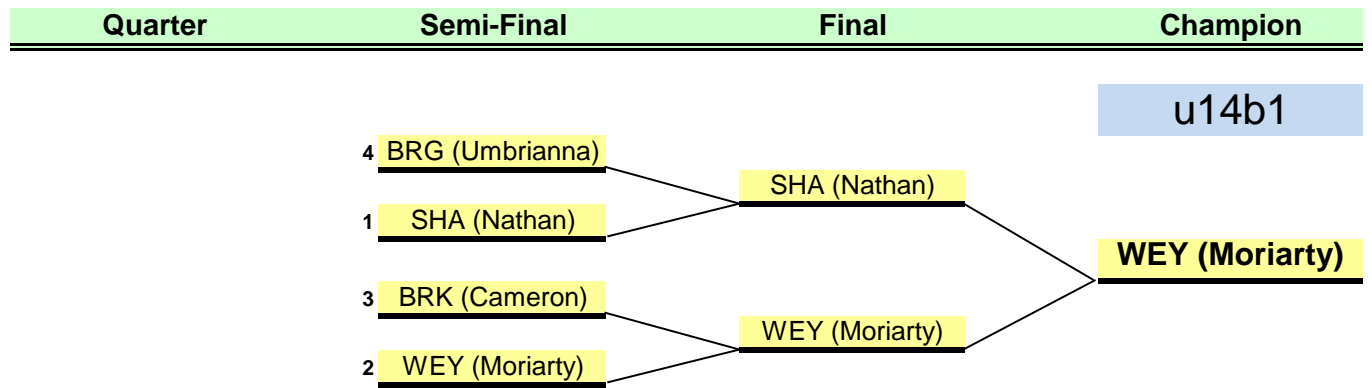 Quarter Semi-Final Final Champion
u14b1
4 BRG (Umbrianna)
SHA (Nathan)
1 SHA (Nathan)
WEY (Moriarty)
3 BRK (Cameron)
WEY (Moriarty)
2 WEY (Moriarty)